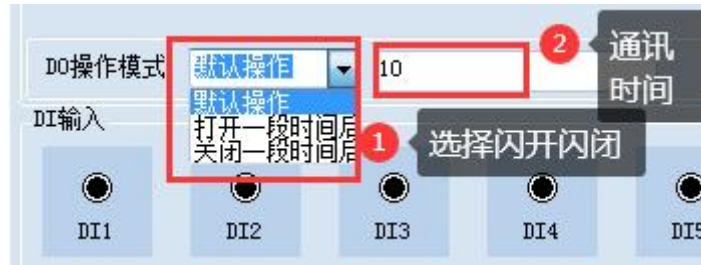 DO操作模式
默认操作
10
2
通讯
时间
默认操作
打开一段时间后
关闭一段时间后
1
选择闪开闪闭
DI输入
DI1
DI2
DI3
DI4
DI5